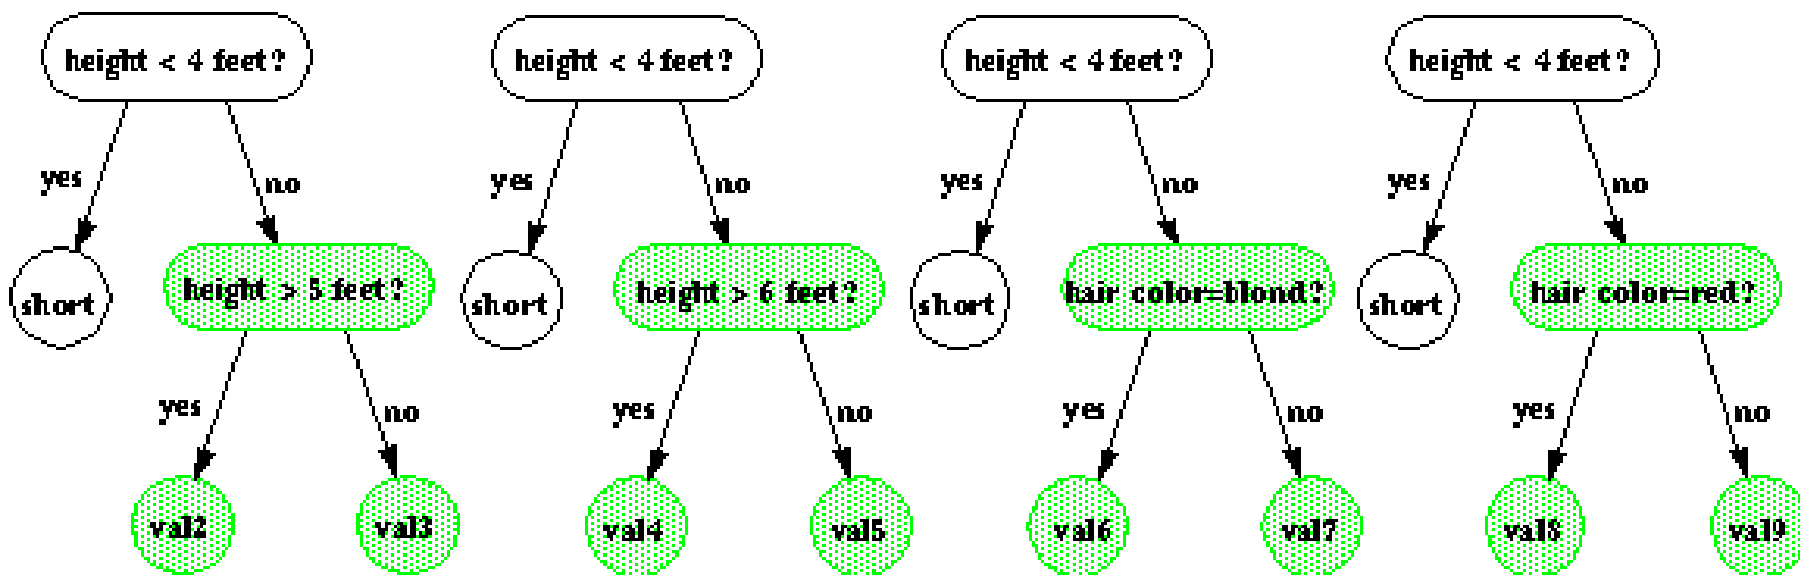 height < 4 feet?
height < 4 feet?
height < 4 feet?
height < 4 feet?
yes
no
yes
no
yes
no
yes
no
short
height > 5 feet?
short
height > 6 feet?
short
hair color=blond?
short
hair color=red?
yes
no
yes
no
yes
no
yes
no
val2
val3
val4
val5
val6
val7
val8
val9